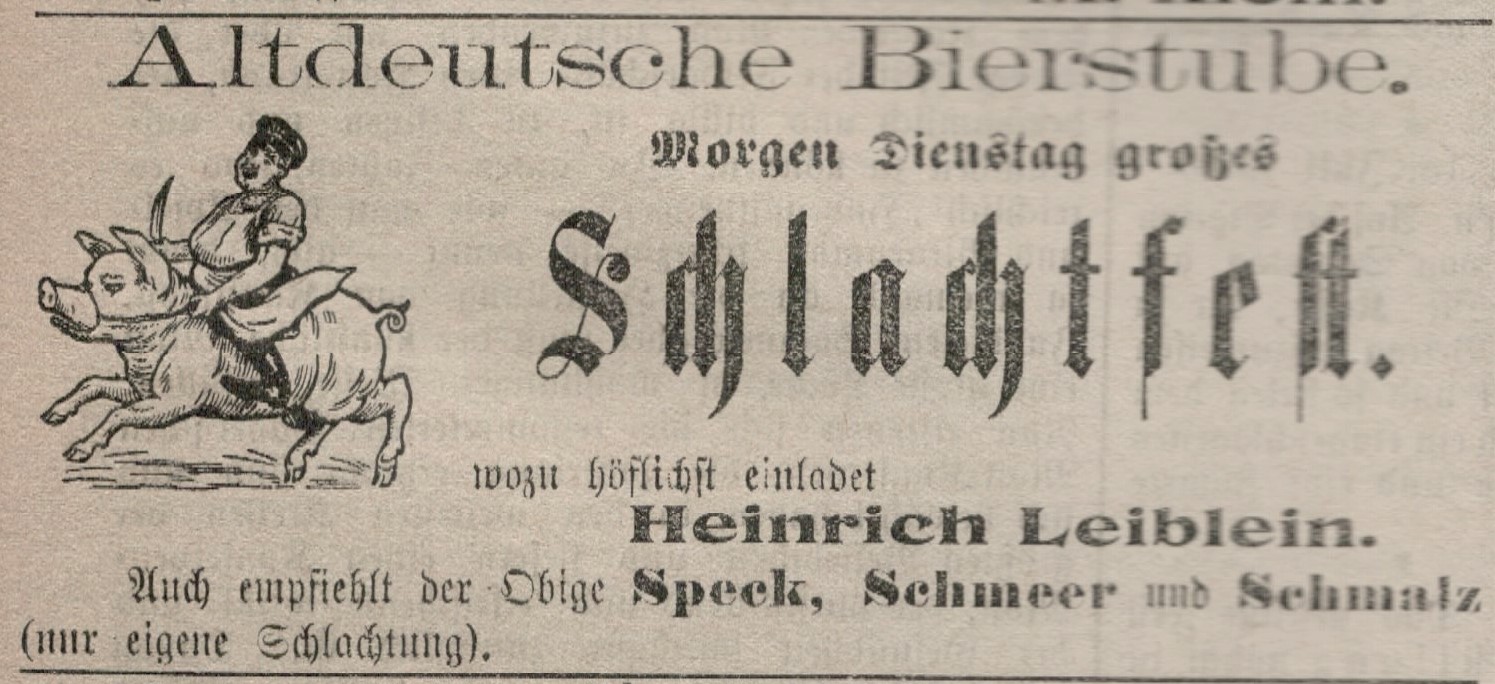 Altdeutsche Bierstube.
Morgen Dienstag großes
Schlachtfest.
wozu höflichst einladet
Heinrich Leiblein.
Auch empfiehlt der Obige Speck, Schmeer und Schmalz
(nur eigene Schlachtung).